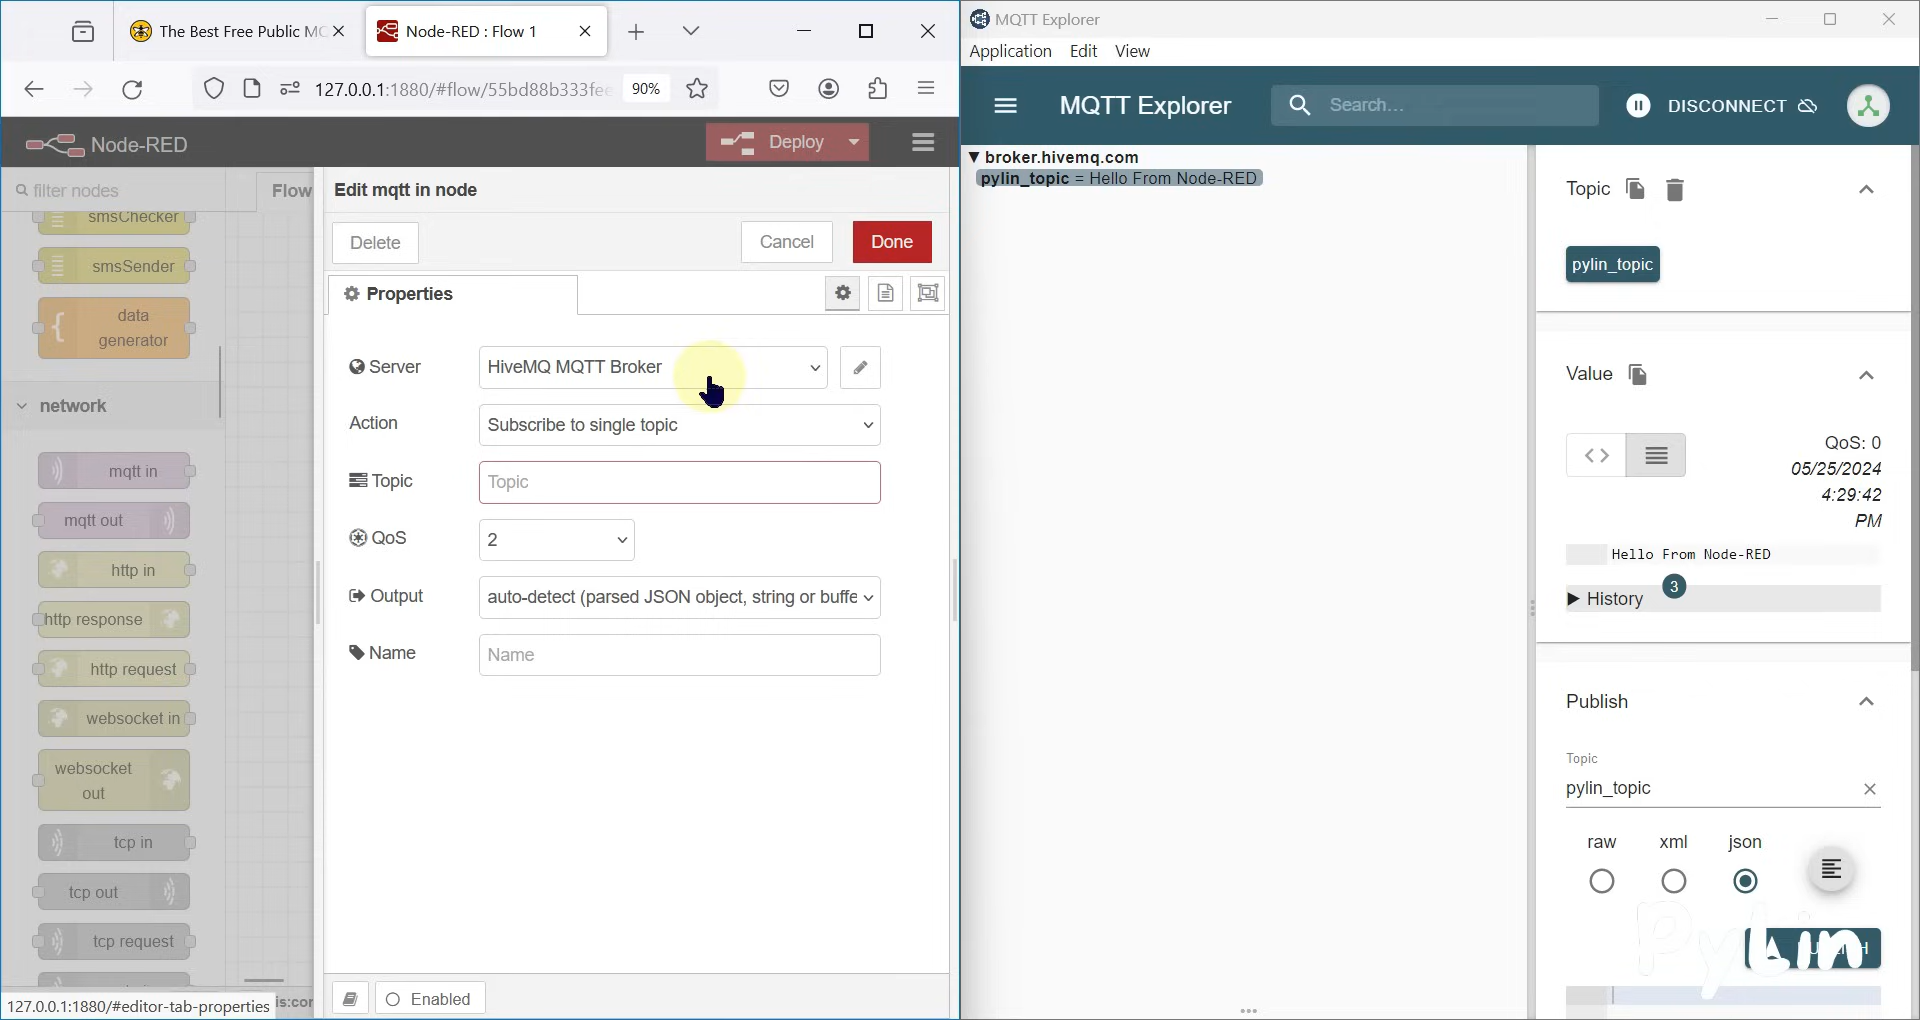 The Best Free Public MQ
Node-RED : Flow 1
127.0.0.1:1880/#flow/55bd88b333fee
90%
Node-RED
Deploy
filter nodes
Flow
smsChecker
smsSender
data
generator
network
mqtt in
mqtt out
http in
http response
http request
websocket in
websocket
out
tcp in
tcp out
tcp request
127.0.0.1:1880/#editor-tab-properties
is:cor
Edit mqtt in node
Delete
Cancel
Done
Properties
Server
HiveMQ MQTT Broker
Action
Subscribe to single topic
Topic
Topic
QoS
2
Output
auto-detect (parsed JSON object, string or buffe
Name
Name
Enabled
MQTT Explorer
Application Edit View
MQTT Explorer
Search...
DISCONNECT
broker.hivemq.com
pylin_topic = Hello From Node-RED
Topic
pylin_topic
Value
QoS: 0
05/25/2024
4:29:42
PM
Hello From Node-RED
3
History
Publish
Topic
pylin_topic
raw xml json
PyLin